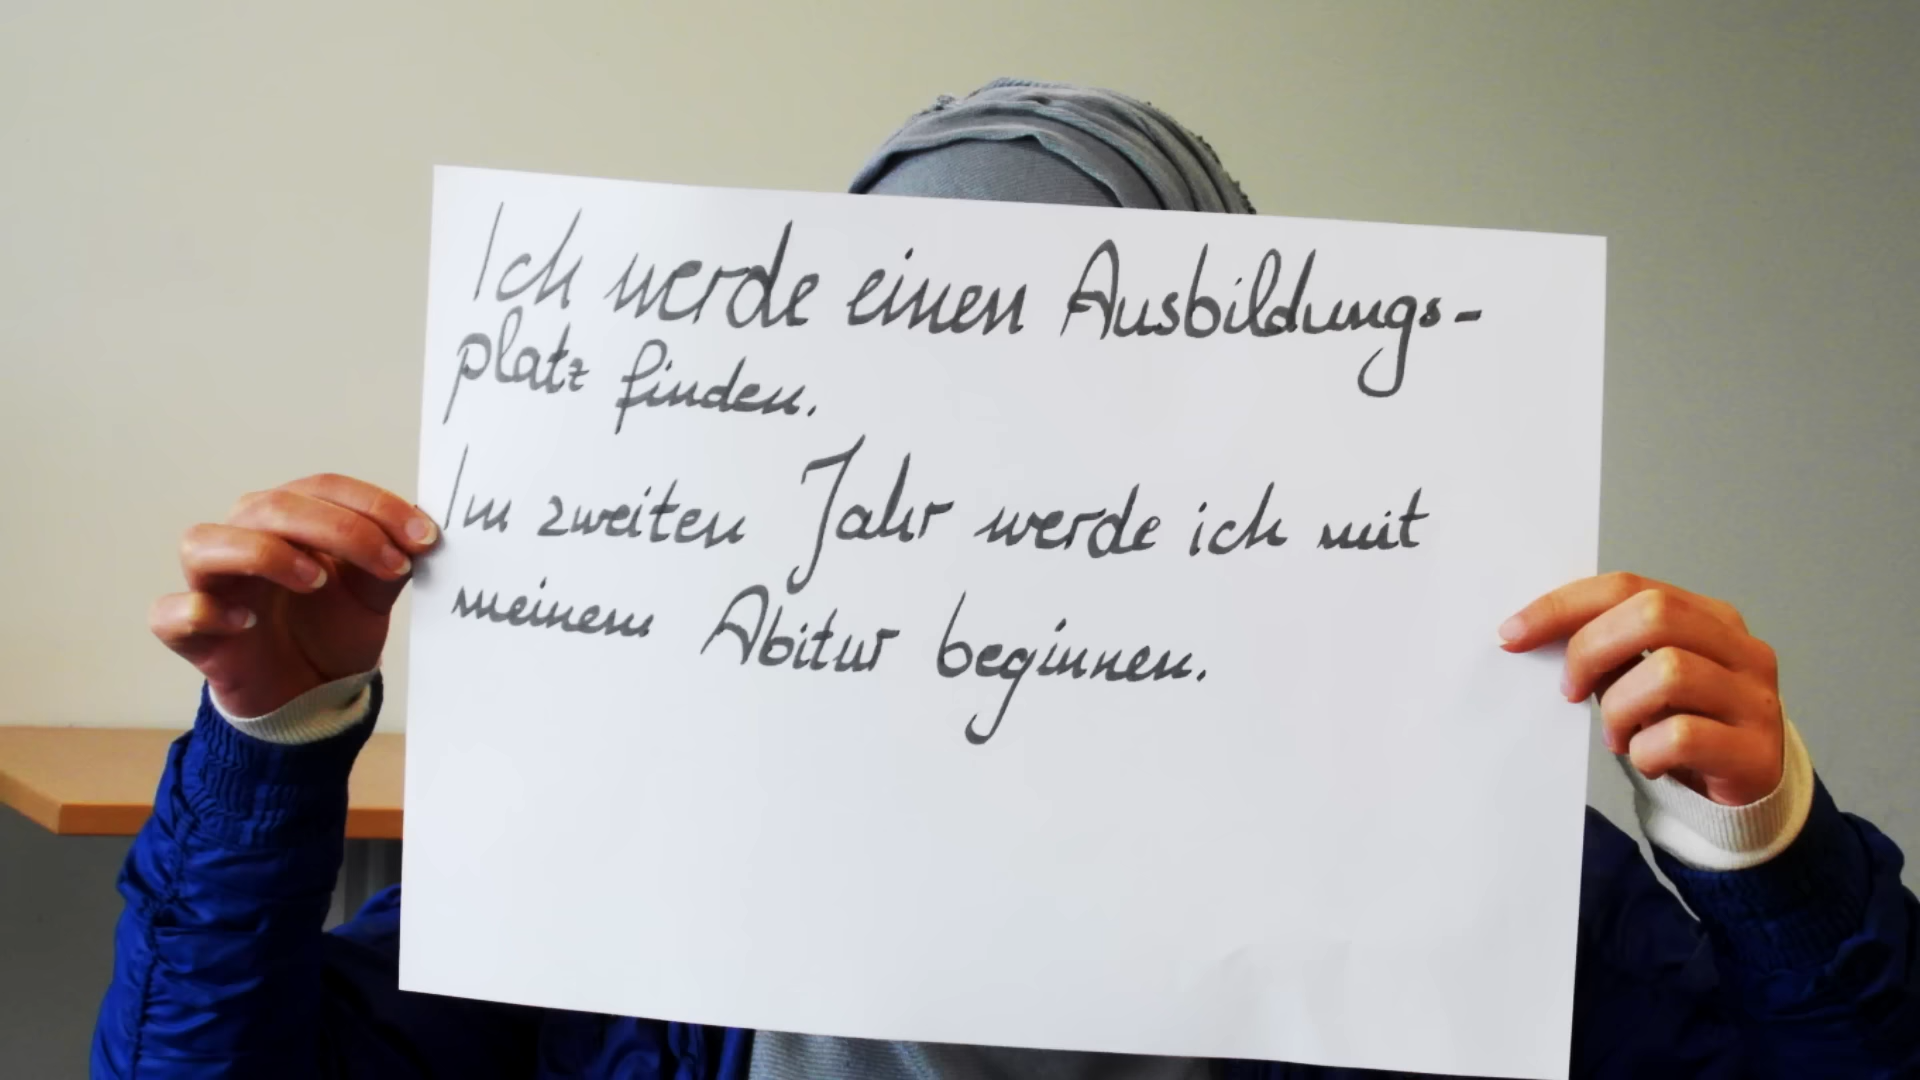 Ich werde einen Ausbildungs-
platz finden.
Im zweiten Jahr werde ich mit
meinem Abitur beginnen.